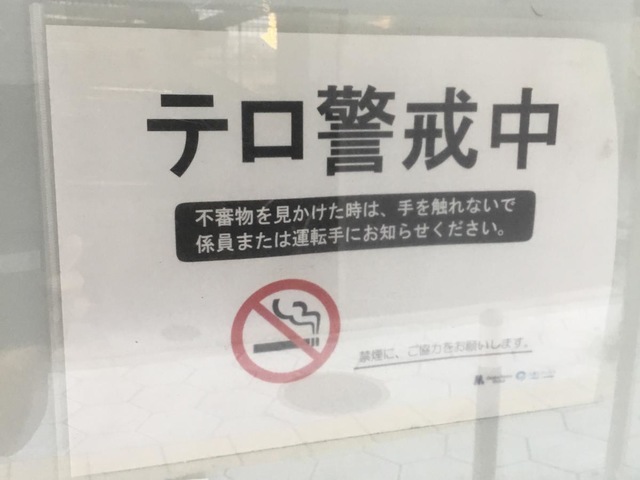 テロ警戒中
不審物を見かけた時は、手を触れないで
係員または運転手にお知らせください。
禁煙に、ご協力をお願いします。